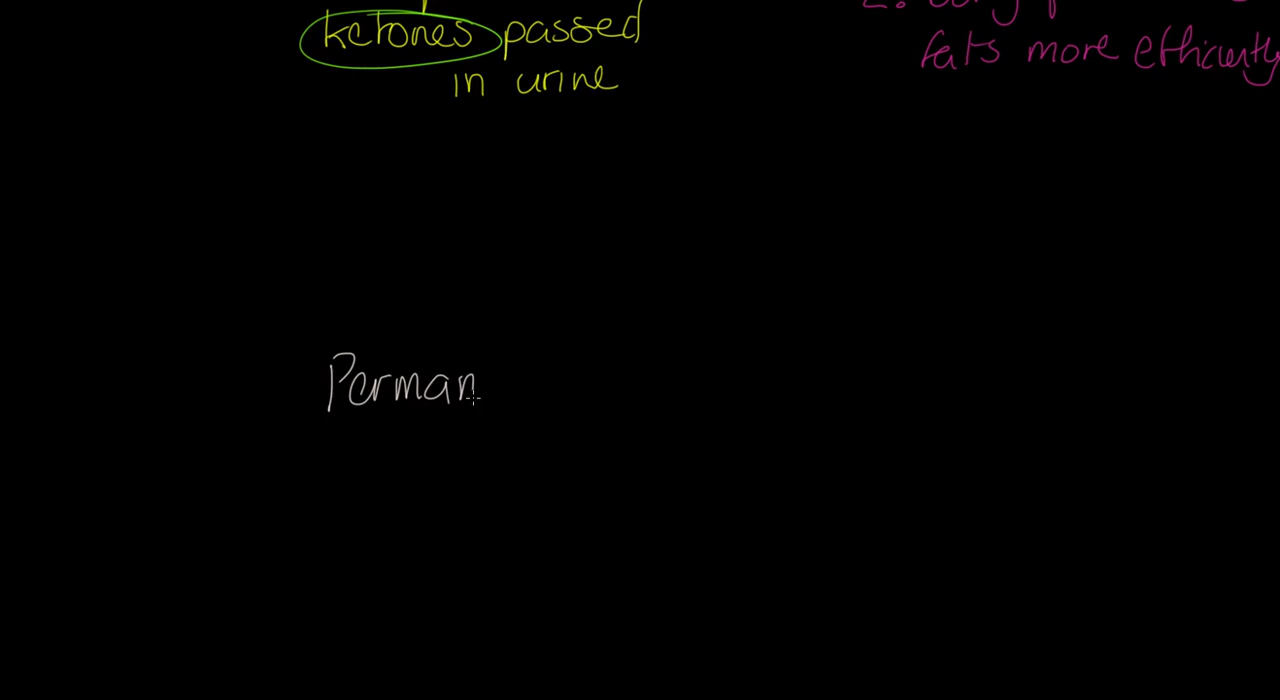 ketones passed
in urine
fats more efficiently
Perman